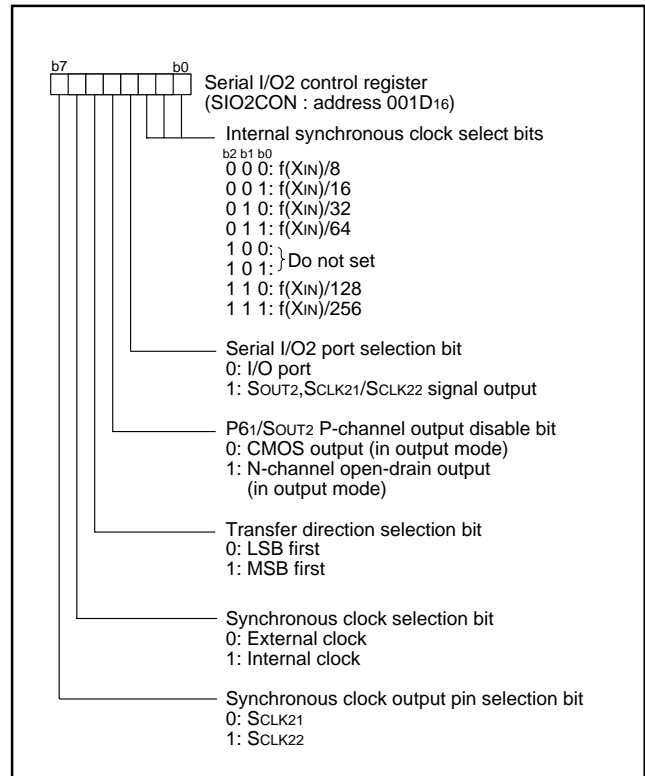 b7 b0
Serial I/O2 control register
(SIO2CON : address 001D16)
Internal synchronous clock select bits
b2 b1 b0
0 0 0: f(XIN)/8
0 0 1: f(XIN)/16
0 1 0: f(XIN)/32
0 1 1: f(XIN)/64
1 0 0:
1 0 1: } Do not set
1 1 0: f(XIN)/128
1 1 1: f(XIN)/256
Serial I/O2 port selection bit
0: I/O port
1: SOUT2,SCLK21/SCLK22 signal output
P61/SOUT2 P-channel output disable bit
0: CMOS output (in output mode)
1: N-channel open-drain output
(in output mode)
Transfer direction selection bit
0: LSB first
1: MSB first
Synchronous clock selection bit
0: External clock
1: Internal clock
Synchronous clock output pin selection bit
0: SCLK21
1: SCLK22